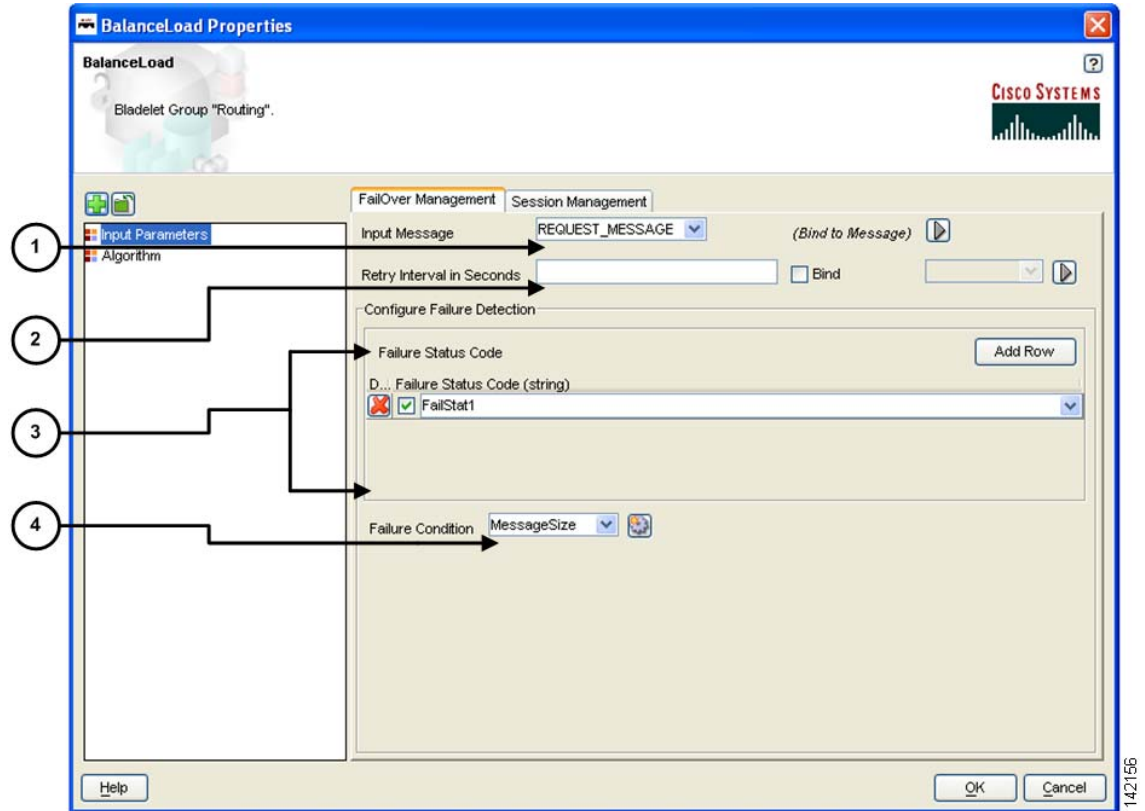 BalanceLoad Properties
BalanceLoad
?
Bladelet Group "Routing".
CISCO SYSTEMS
FailOver Management Session Management
1
Input Parameters
Input Message REQUEST_MESSAGE (Bind to Message)
Algorithm
Retry Interval in Seconds Bind
2
Configure Failure Detection
Failure Status Code Add Row
D... Failure Status Code (string)
FailStat1
3
4
Failure Condition MessageSize
Help OK Cancel
142156